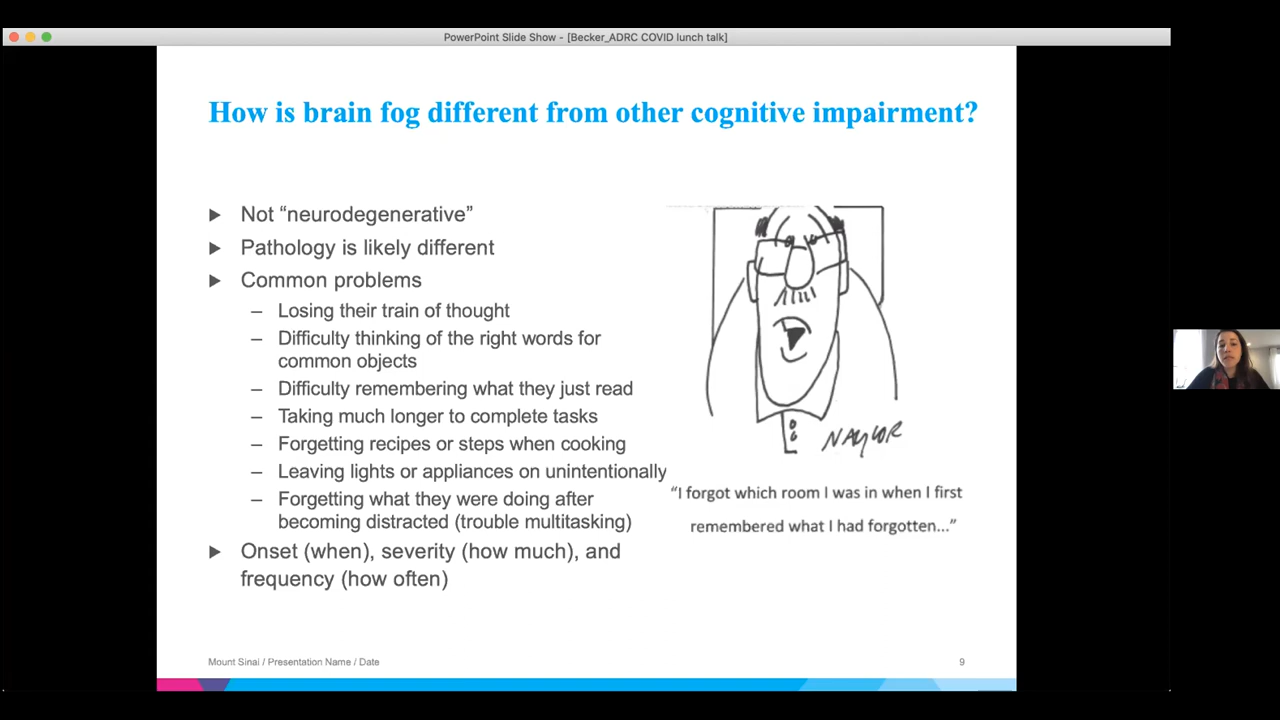 PowerPoint Slide Show - [Becker_ADRC COVID lunch talk]
How is brain fog different from other cognitive impairment?
Not “neurodegenerative”
Pathology is likely different
Common problems
– Losing their train of thought
– Difficulty thinking of the right words for
common objects
– Difficulty remembering what they just read
– Taking much longer to complete tasks
– Forgetting recipes or steps when cooking
– Leaving lights or appliances on unintentionally
– Forgetting what they were doing after
becoming distracted (trouble multitasking)
Onset (when), severity (how much), and
frequency (how often)
NAYLOR
“I forgot which room I was in when I first
remembered what I had forgotten...”
Mount Sinai / Presentation Name / Date
9